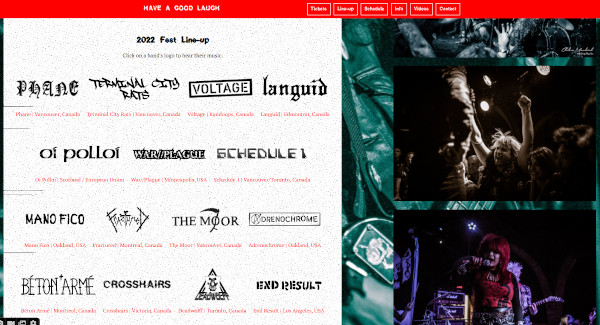 HAVE A GOOD LAUGH
Tickets Line-up Schedule Info Videos Contact
2022 Fest Line-up
Click on a band's logo to hear their music.
PHANE TERMINAL CITY RATS VOLTAGE languid
Phane | Vancouver, Canada Terminal City Rats | Vancouver, Canada Voltage | Kamloops, Canada Languid | Edmonton, Canada
oi polloi WAR//PLAGUE SCHEDULE 1
Oi Polloi | Scotland / European Union War//Plague | Minneapolis, USA Schedule 1 | Vancouver/Toronto, Canada
MANO FICO FRACTURED THE MOOR ADRENOCHROME
Mano Fico | Oakland, USA Fractured | Montreal, Canada The Moor | Vancouver, Canada Adrenochrome | Oakland, USA
BÉTON ARMÉ CROSSHAIRS DEADWOLFF END RESULT
Béton Armé | Montreal, Canada Crosshairs | Victoria, Canada Deadwolff | Toronto, Canada End Result | Los Angeles, USA